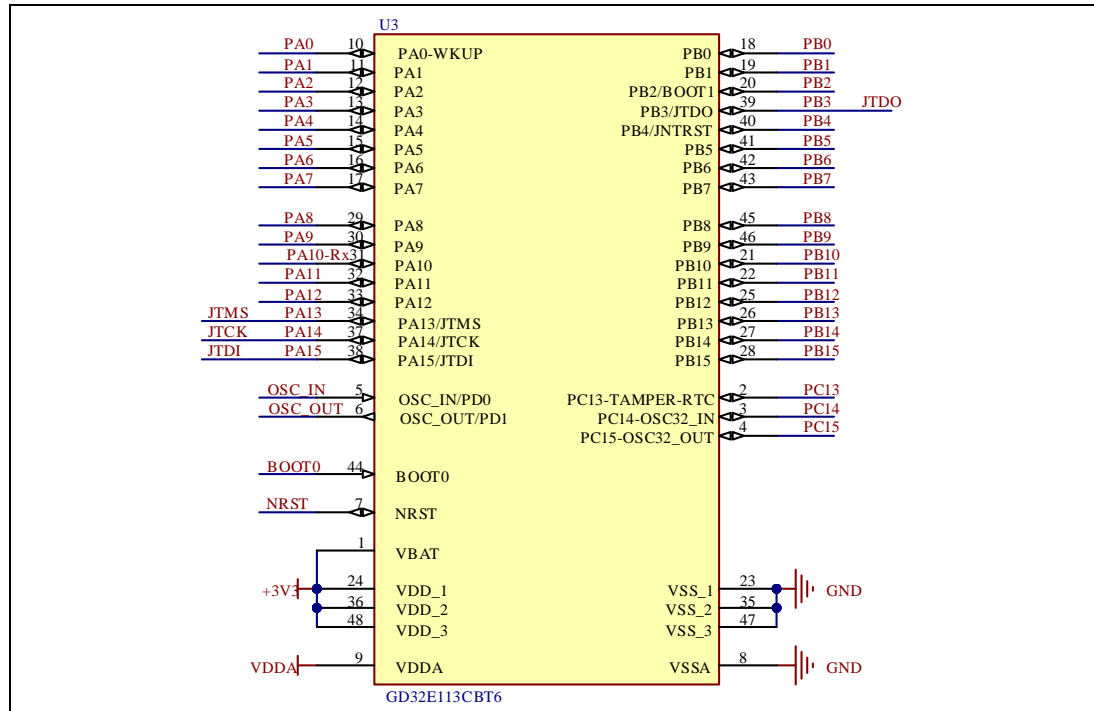 U3
PA0 10 PA0-WKUP PB0 18 PB0
PA1 11 PA1 PB1 19 PB1
PA2 12 PA2 PB2/BOOT1 20 PB2
PA3 13 PA3 PB3/JTDO 39 PB3 JTDO
PA4 14 PA4 PB4/JNTRST 40 PB4
PA5 15 PA5 PB5 41 PB5
PA6 16 PA6 PB6 42 PB6
PA7 17 PA7 PB7 43 PB7
PA8 29 PA8 PB8 45 PB8
PA9 30 PA9 PB9 46 PB9
PA10-Rx 31 PA10 PB10 21 PB10
PA11 32 PA11 PB11 22 PB11
PA12 33 PA12 PB12 25 PB12
JTMS PA13 34 PA13/JTMS PB13 26 PB13
JTCK PA14 37 PA14/JTCK PB14 27 PB14
JTDI PA15 38 PA15/JTDI PB15 28 PB15
OSC_IN 5 OSC_IN/PD0 PC13-TAMPER-RTC 2 PC13
OSC_OUT 6 OSC_OUT/PD1 PC14-OSC32_IN 3 PC14
PC15-OSC32_OUT 4 PC15
BOOT0 44 BOOT0
NRST 7 NRST
1 VBAT
+3V3 24 VDD_1 VSS_1 23 GND
36 VDD_2 VSS_2 35
48 VDD_3 VSS_3 47
VDDA 9 VDDA VSSA 8 GND
GD32E113CBT6